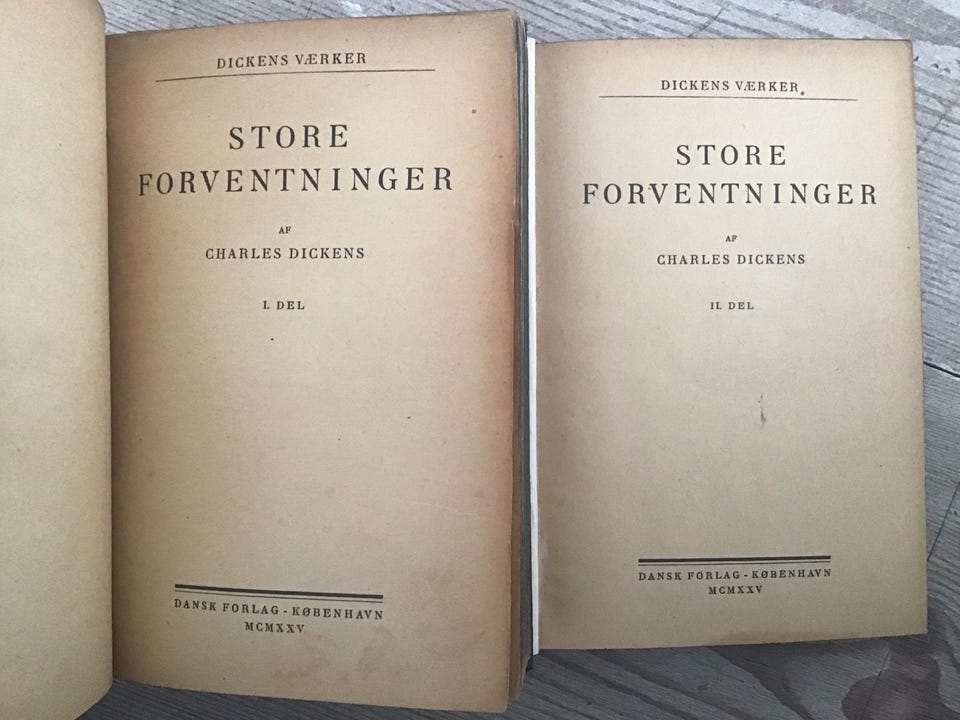 DICKENS VÆRKER
STORE
FORVENTNINGER
AF
CHARLES DICKENS
I. DEL
DANSK FORLAG - KØBENHAVN
MCMXXV
DICKENS VÆRKER
STORE
FORVENTNINGER
AF
CHARLES DICKENS
II. DEL
DANSK FORLAG - KØBENHAVN
MCMXXV